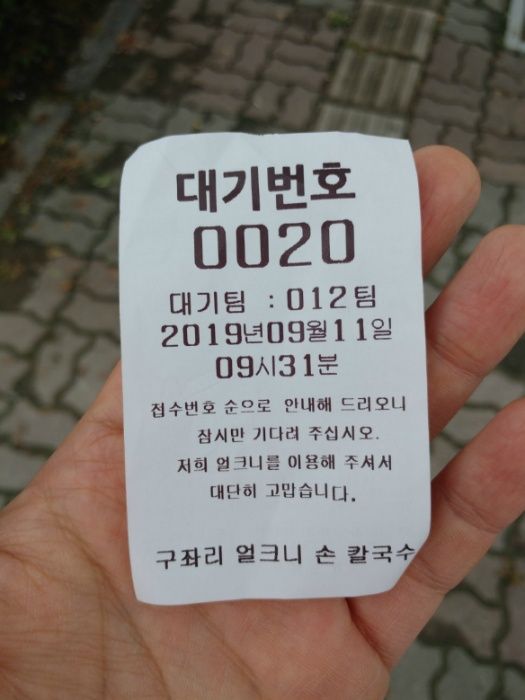 대기번호
0020
대기팀 : 012팀
2019년09월11일
09시31분
접수번호 순으로 안내해 드리오니
잠시만 기다려 주십시오.
저희 얼크니를 이용해 주셔서
대단히 고맙습니다.
구좌리 얼크니 손 칼국수